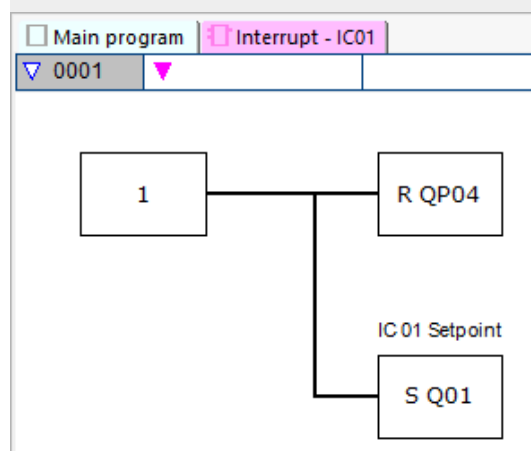 Main program Interrupt - IC01
0001
1 R QP04
IC 01 Setpoint
S Q01